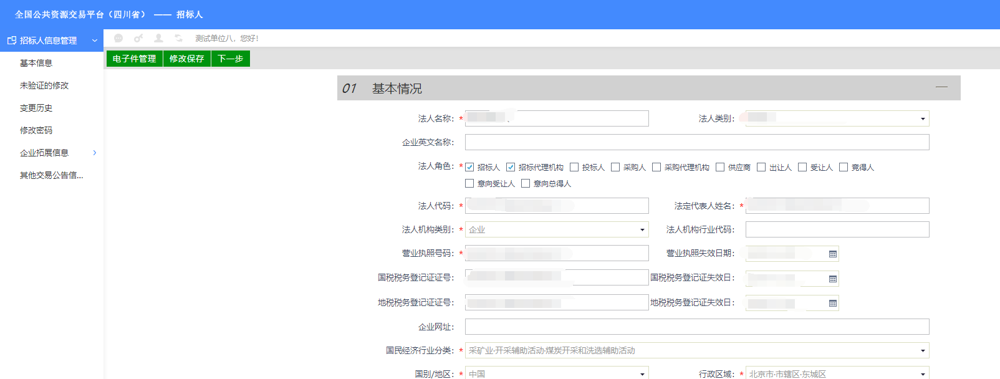 全国公共资源交易平台（四川省） —— 招标人
招标人信息管理
测试单位八，您好！
基本信息
未验证的修改
变更历史
修改密码
企业拓展信息
其他交易公告信...
电子件管理 修改保存 下一步
01 基本情况
法人名称： * 法人类别：
企业英文名称：
法人角色： * 招标人 招标代理机构 投标人 采购人 采购代理机构 供应商 出让人 受让人 竞得人
意向受让人 意向总得人
法人代码： * 法定代表人姓名： *
法人机构类别： * 企业 法人机构行业代码：
营业执照号码： * 营业执照失效日期：
国税税务登记证证号： 国税税务登记证失效日：
地税税务登记证证号： 地税税务登记证失效日：
企业网址：
国民经济行业分类： * 采矿业·开采辅助活动·煤炭开采和洗选辅助活动
国别/地区： * 中国 行政区域： * 北京市·市辖区·东城区